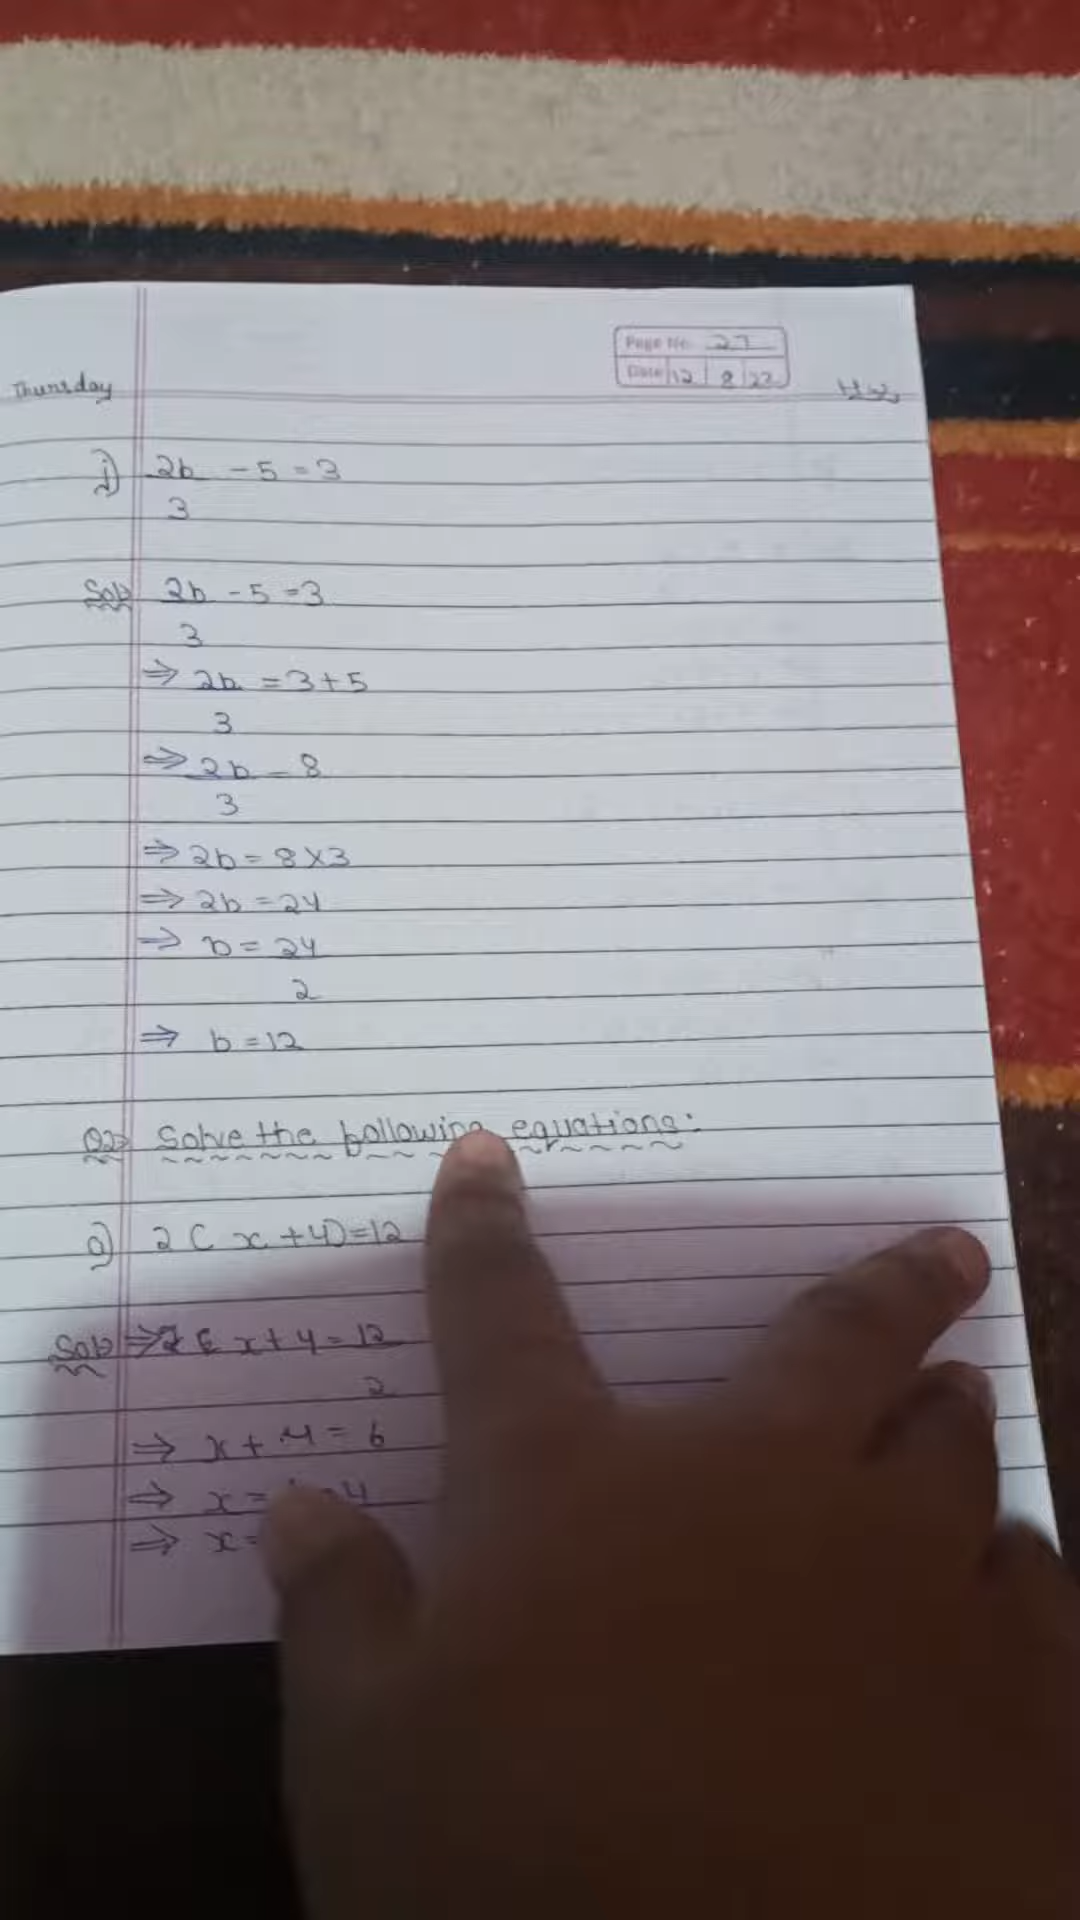 Page No. 27
Date 12 8 22
Thursday H.W.
j) 2b - 5 = 3
3
Sol? 2b - 5 = 3
3
⇒ 2b = 3 + 5
3
⇒ 2b = 8
3
⇒ 2b = 8 × 3
⇒ 2b = 24
⇒ b = 24
2
⇒ b = 12
Q2> Solve the following equations:
a) 2 ( x + 4) = 12
Sol? ⇒ x + 4 = 12
2
⇒ x + 4 = 6
⇒ x = - 4
⇒ x =